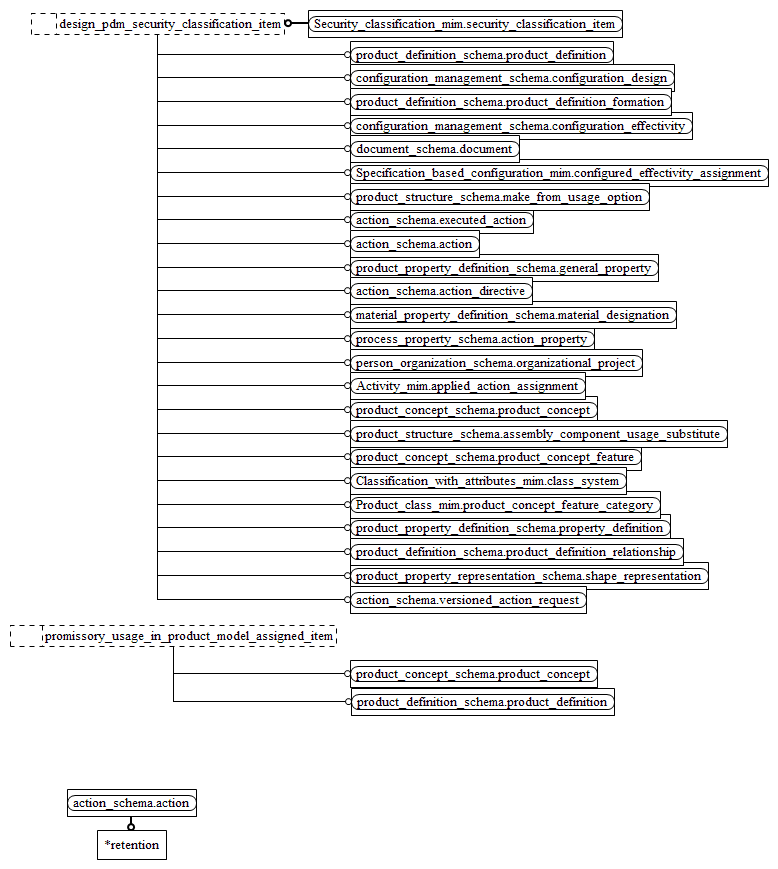 design_pdm_security_classification_item
Security_classification_mim.security_classification_item
product_definition_schema.product_definition
configuration_management_schema.configuration_design
product_definition_schema.product_definition_formation
configuration_management_schema.configuration_effectivity
document_schema.document
Specification_based_configuration_mim.configured_effectivity_assignment
product_structure_schema.make_from_usage_option
action_schema.executed_action
action_schema.action
product_property_definition_schema.general_property
action_schema.action_directive
material_property_definition_schema.material_designation
process_property_schema.action_property
person_organization_schema.organizational_project
Activity_mim.applied_action_assignment
product_concept_schema.product_concept
product_structure_schema.assembly_component_usage_substitute
product_concept_schema.product_concept_feature
Classification_with_attributes_mim.class_system
Product_class_mim.product_concept_feature_category
product_property_definition_schema.property_definition
product_definition_schema.product_definition_relationship
product_property_representation_schema.shape_representation
action_schema.versioned_action_request
promissory_usage_in_product_model_assigned_item
product_concept_schema.product_concept
product_definition_schema.product_definition
action_schema.action
*retention